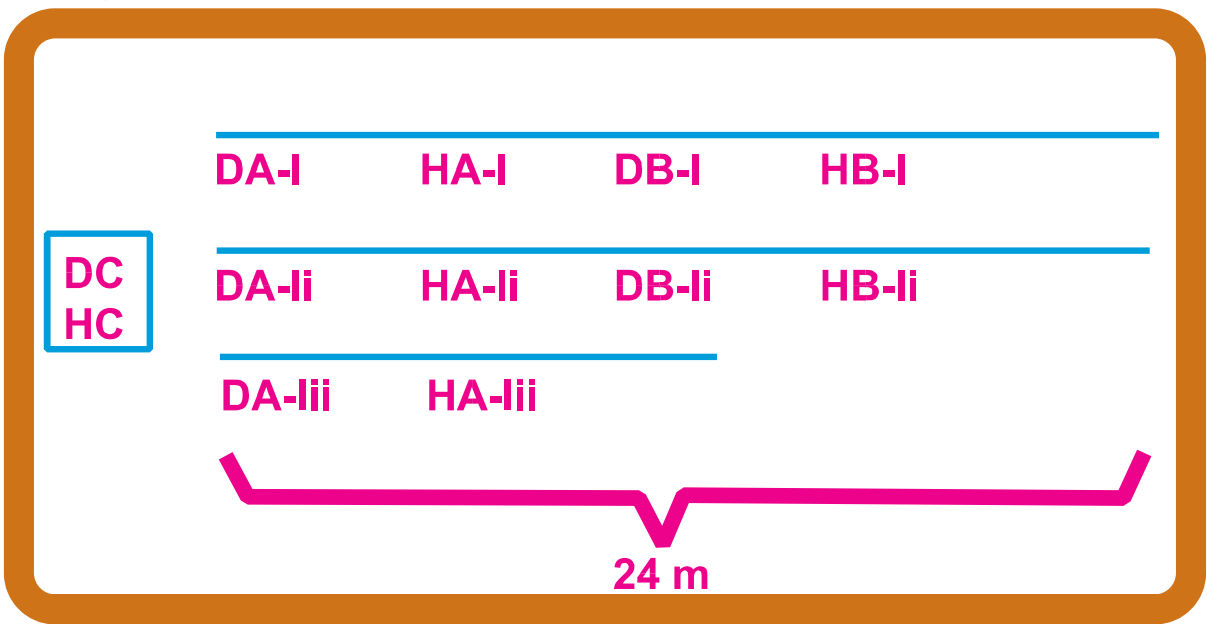 DA-I HA-I DB-I HB-I
DC
HC
DA-Ii HA-Ii DB-Ii HB-Ii
DA-Iii HA-Iii
24 m